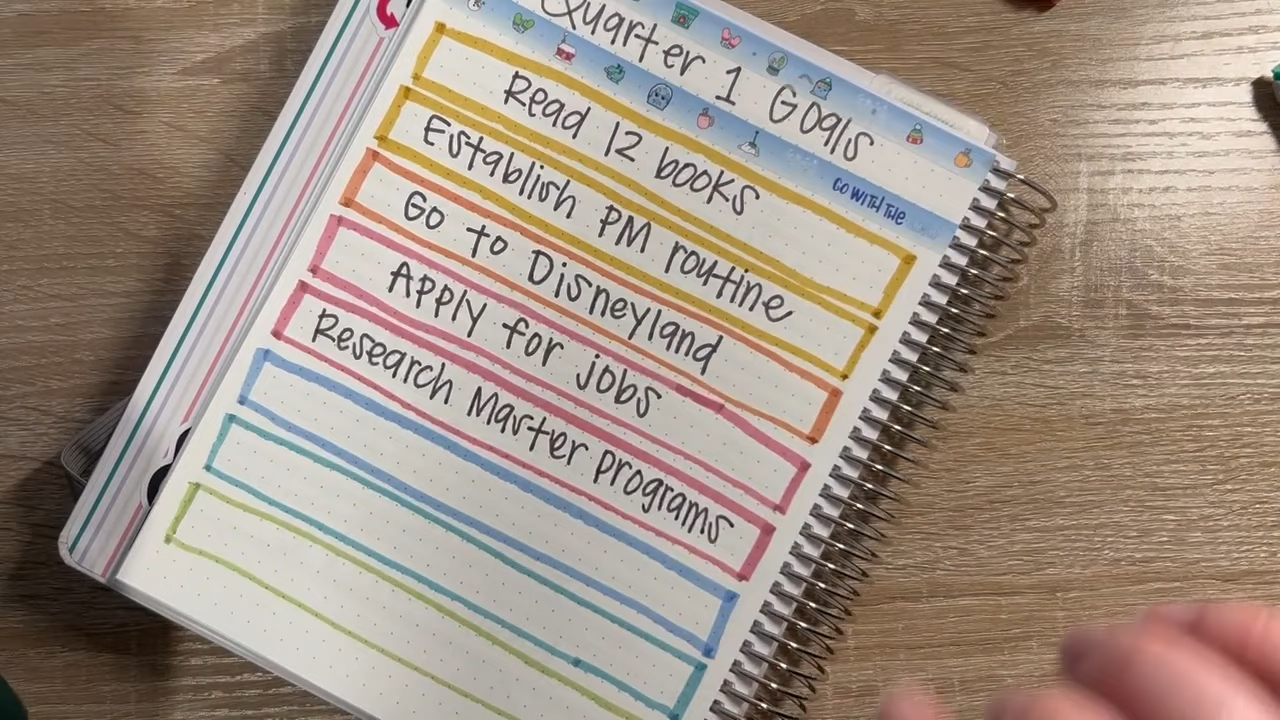 Quarter 1 Goals
GO WITH THE
Read 12 books
Establish PM routine
Go to Disneyland
Apply for jobs
Research Master Programs